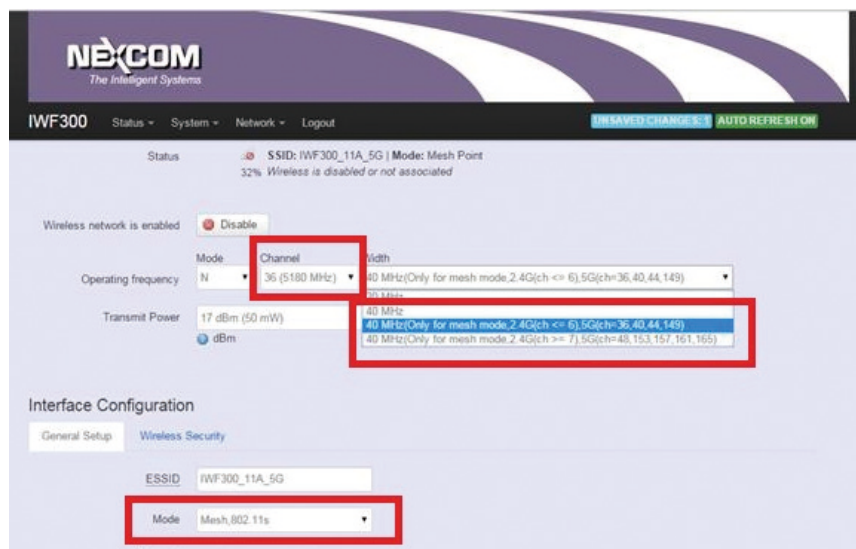 NEXCOM
The Intelligent Systems
IWF300 Status System Network Logout UNSAVED CHANGES: 1 AUTO REFRESH ON
Status SSID: IWF300_11A_5G | Mode: Mesh Point
32% Wireless is disabled or not associated
Wireless network is enabled Disable
Mode Channel Width
Operating frequency N 36 (5180 MHz) 40 MHz(Only for mesh mode,2.4G(ch <= 6),5G(ch=36,40,44,149)
20 MHz
Transmit Power 17 dBm (50 mW) 40 MHz
40 MHz(Only for mesh mode,2.4G(ch <= 6),5G(ch=36,40,44,149)
dBm 40 MHz(Only for mesh mode,2.4G(ch >= 7),5G(ch=48,153,157,161,165)
Interface Configuration
General Setup Wireless Security
ESSID IWF300_11A_5G
Mode Mesh,802.11s